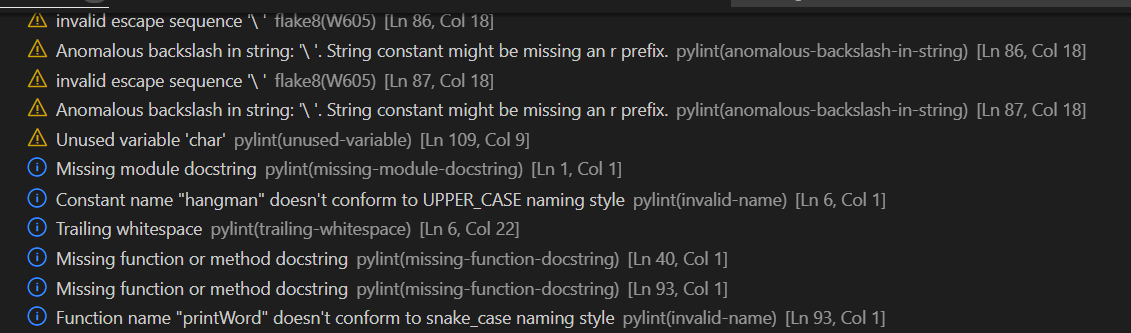 invalid escape sequence '\ ' flake8(W605) [Ln 86, Col 18]
Anomalous backslash in string: '\ '. String constant might be missing an r prefix. pylint(anomalous-backslash-in-string) [Ln 86, Col 18]
invalid escape sequence '\ ' flake8(W605) [Ln 87, Col 18]
Anomalous backslash in string: '\ '. String constant might be missing an r prefix. pylint(anomalous-backslash-in-string) [Ln 87, Col 18]
Unused variable 'char' pylint(unused-variable) [Ln 109, Col 9]
Missing module docstring pylint(missing-module-docstring) [Ln 1, Col 1]
Constant name "hangman" doesn't conform to UPPER_CASE naming style pylint(invalid-name) [Ln 6, Col 1]
Trailing whitespace pylint(trailing-whitespace) [Ln 6, Col 22]
Missing function or method docstring pylint(missing-function-docstring) [Ln 40, Col 1]
Missing function or method docstring pylint(missing-function-docstring) [Ln 93, Col 1]
Function name "printWord" doesn't conform to snake_case naming style pylint(invalid-name) [Ln 93, Col 1]